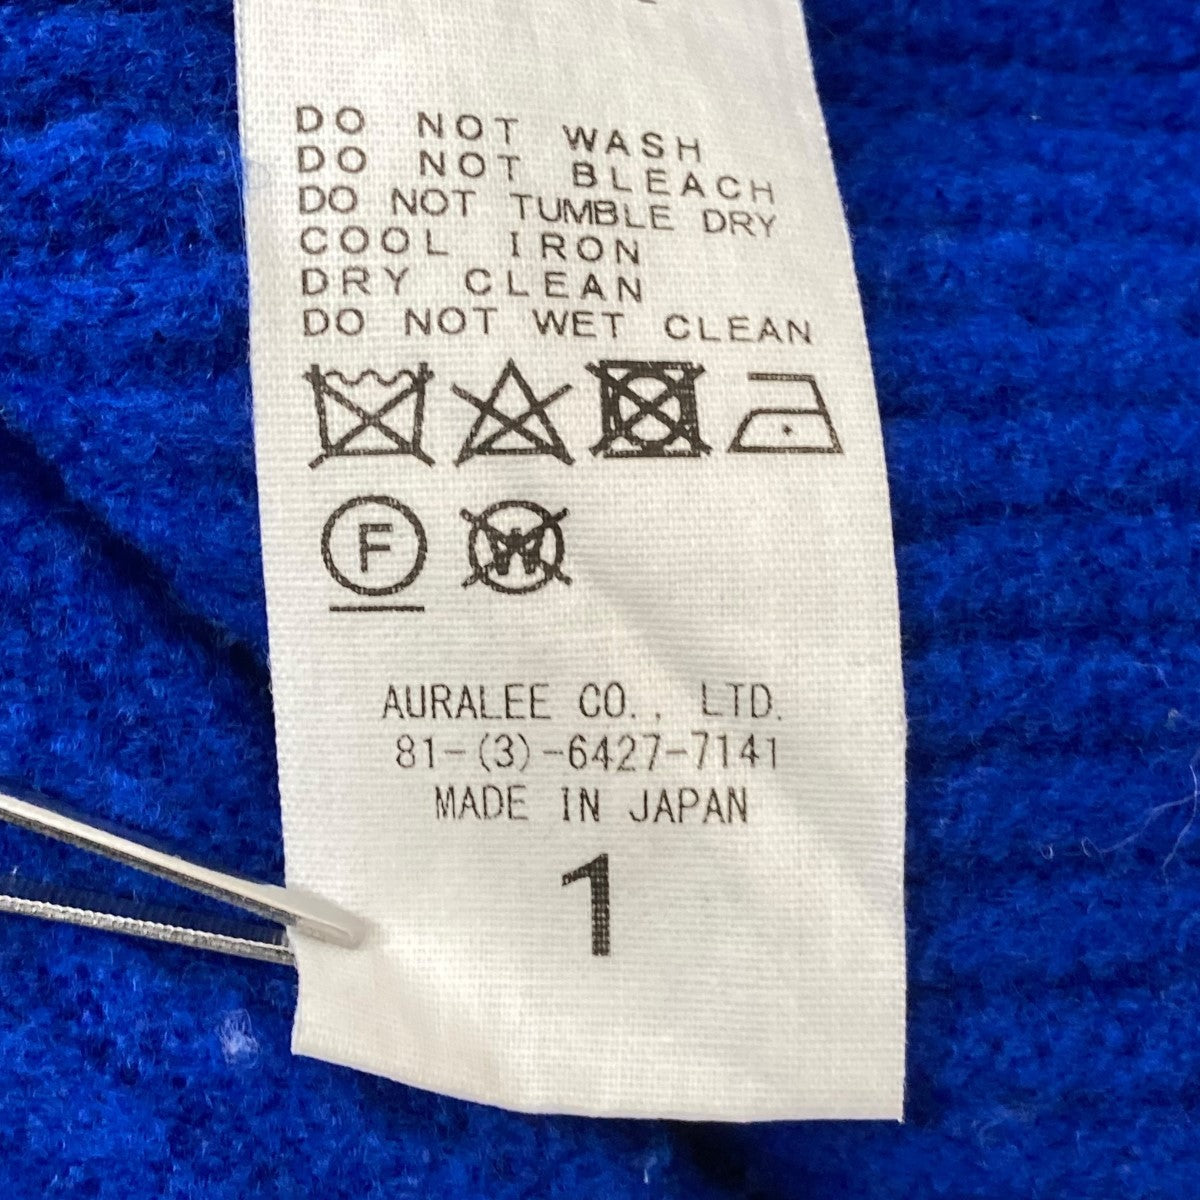 DO NOT WASH
DO NOT BLEACH
DO NOT TUMBLE DRY
COOL IRON
DRY CLEAN
DO NOT WET CLEAN
F W
AURALEE CO., LTD.
81-(3)-6427-7141
MADE IN JAPAN
1